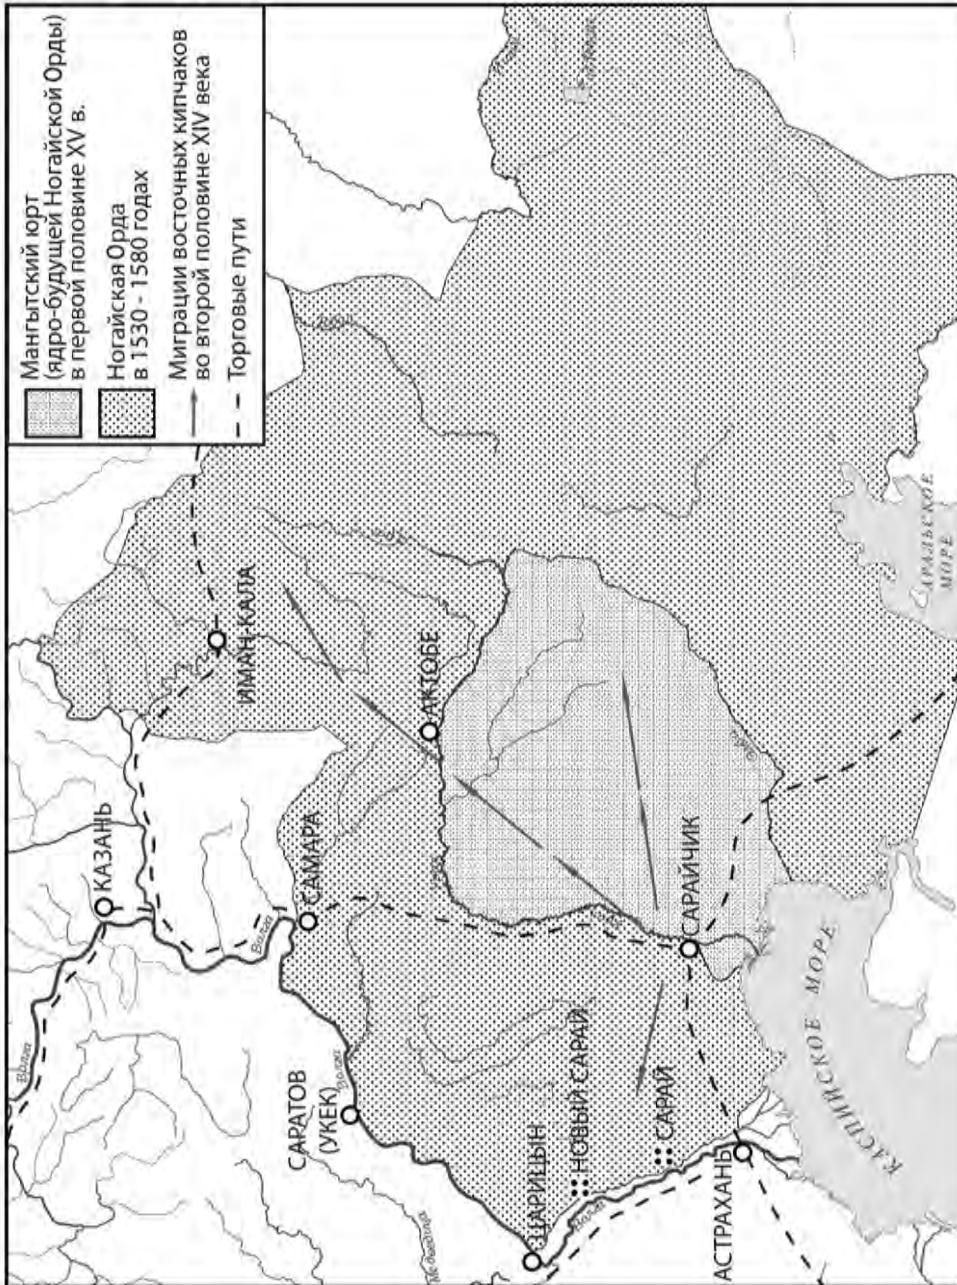 Мангытский юрт
(ядро-будущей Ногайской Орды)
в первой половине XV в.
Ногайская Орда
в 1530 - 1580 годах
Миграции восточных кипчаков
во второй половине XIV века
Торговые пути
КАЗАНЬ
ИМАН-КАЛА
САМАРА
АКТОБЕ
САРАТОВ
(УКЕК)
ЦАРИЦЫН
НОВЫЙ САРАЙ
САРАЙ
САРАЙЧИК
АСТРАХАНЬ
КАСПИЙСКОЕ МОРЕ
АРАЛЬСКОЕ
МОРЕ
Волга
Волга
Волга
Волга
Медведица